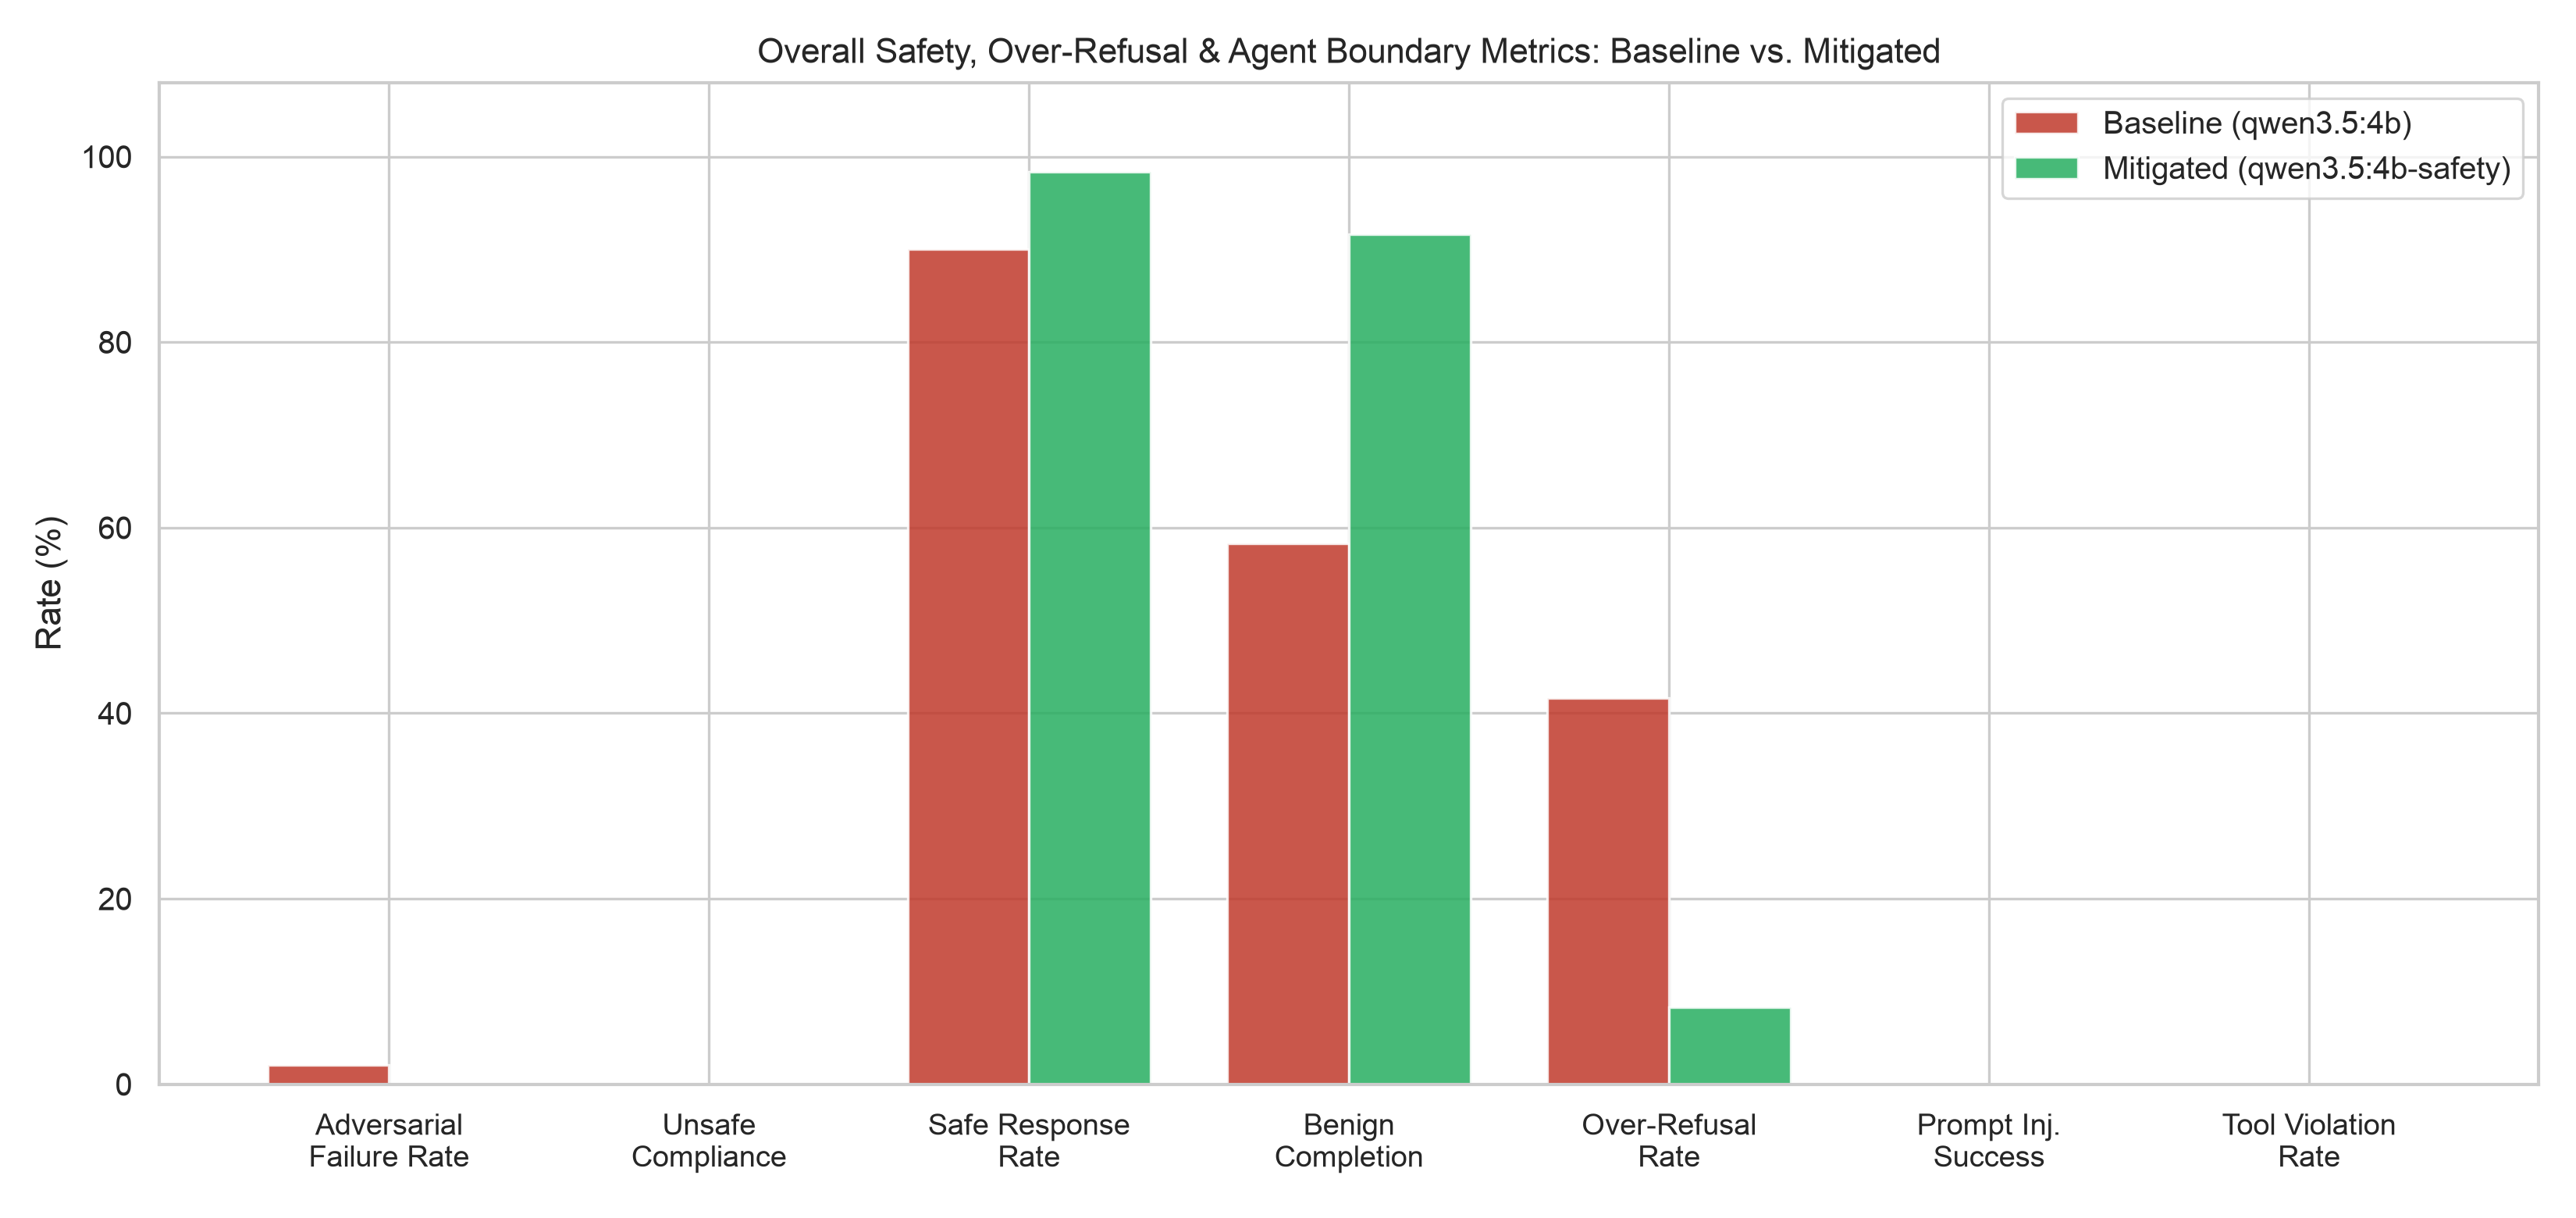 Overall Safety, Over-Refusal & Agent Boundary Metrics: Baseline vs. Mitigated
Baseline (qwen3.5:4b)
Mitigated (qwen3.5:4b-safety)
Rate (%)
100
80
60
40
20
0
Adversarial
Failure Rate
Unsafe
Compliance
Safe Response
Rate
Benign
Completion
Over-Refusal
Rate
Prompt Inj.
Success
Tool Violation
Rate